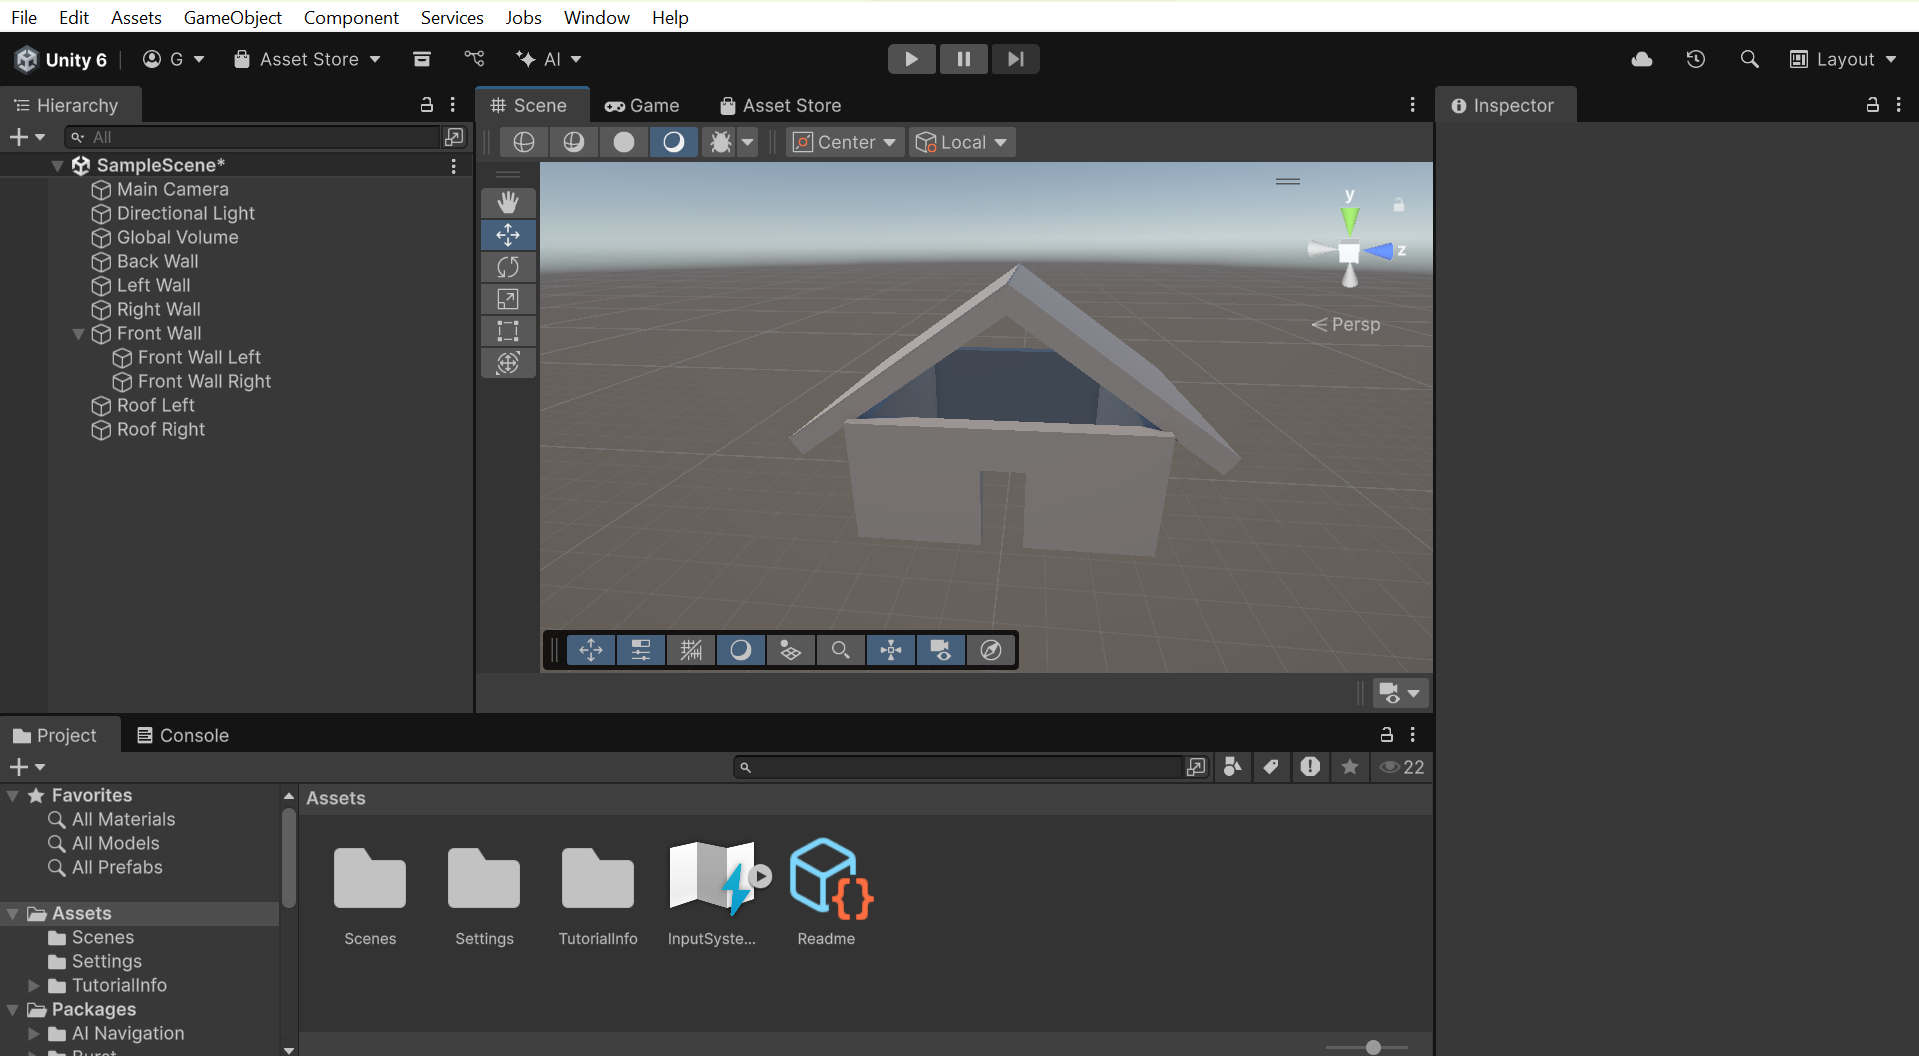 File Edit Assets GameObject Component Services Jobs Window Help
Unity 6 G Asset Store AI Layout
Hierarchy
All
SampleScene*
Main Camera
Directional Light
Global Volume
Back Wall
Left Wall
Right Wall
Front Wall
Front Wall Left
Front Wall Right
Roof Left
Roof Right
Scene Game Asset Store
Center Local
y
z
Persp
Inspector
Project Console
22
Favorites
All Materials
All Models
All Prefabs
Assets
Scenes
Settings
TutorialInfo
Packages
AI Navigation
Assets
Scenes Settings TutorialInfo InputSyste... Readme